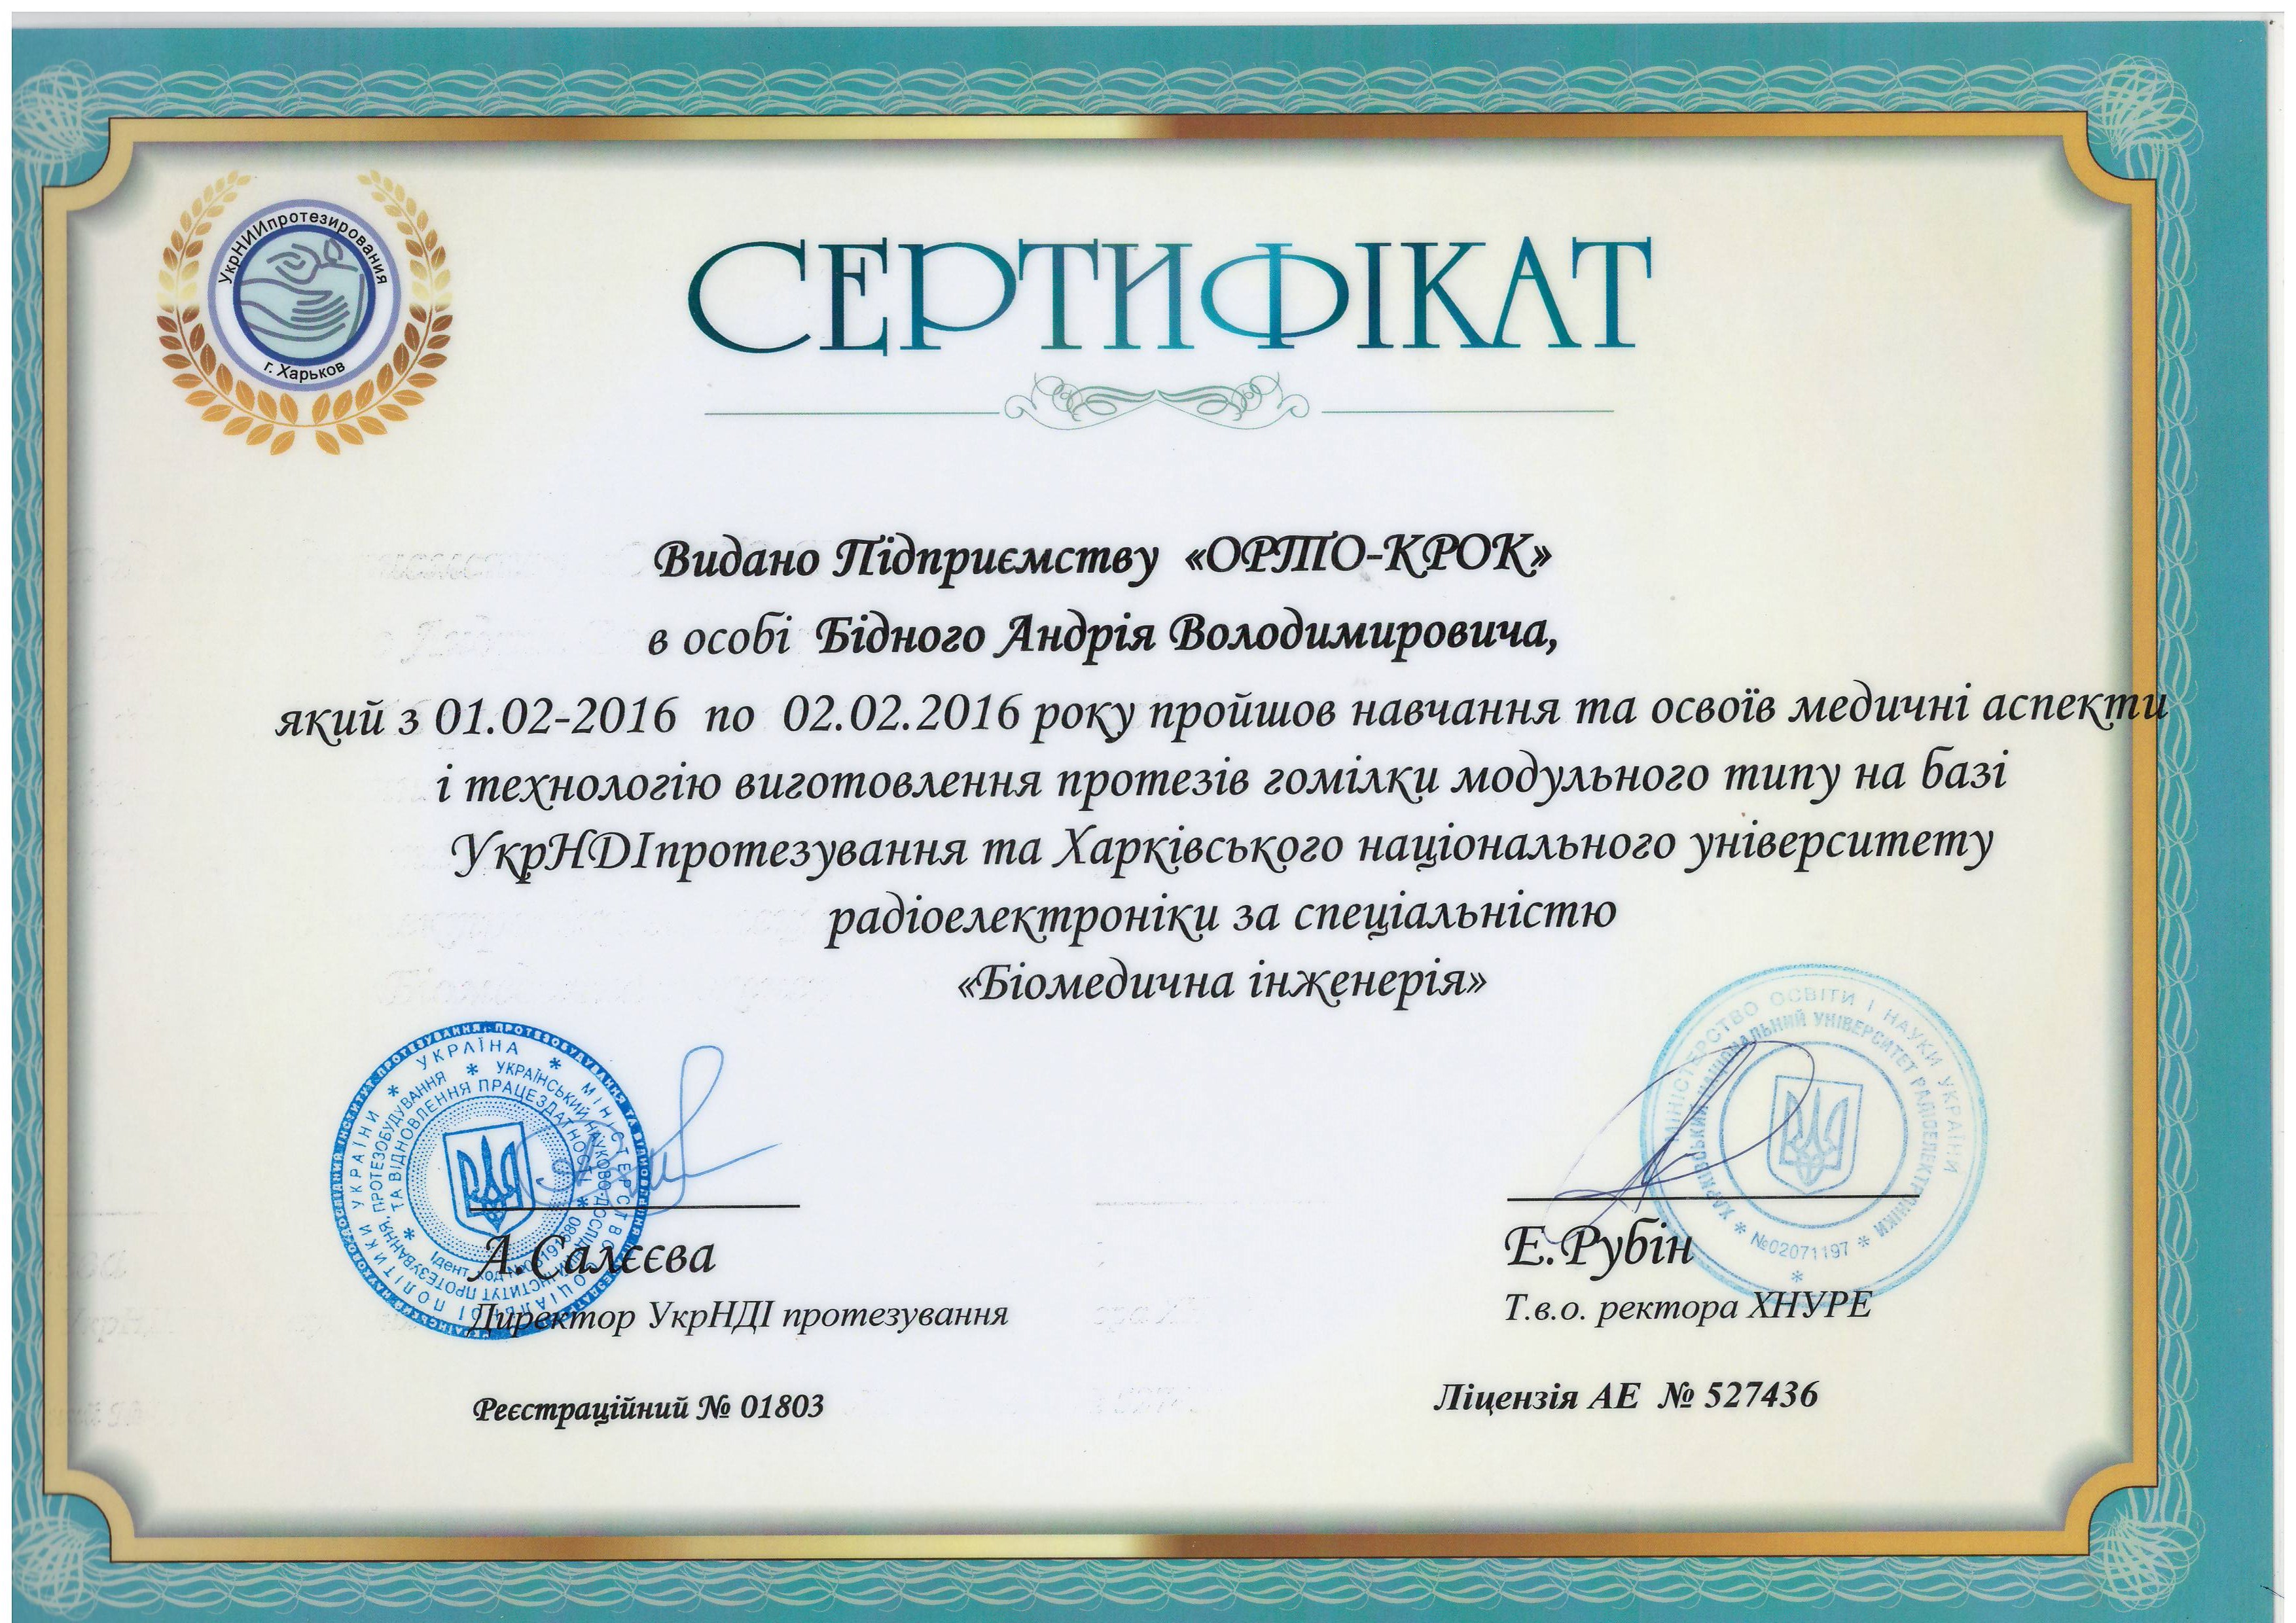 УкрНИИпротезирования
г. Харьков
СЕРТИФІКАТ
Видано Підприємству «ОРТО-КРОК»
в особі Бідного Андрія Володимировича,
який з 01.02-2016 по 02.02.2016 року пройшов навчання та освоїв медичні аспекти
і технологію виготовлення протезів гомілки модульного типу на базі
УкрНДІпротезування та Харківського національного університету
радіоелектроніки за спеціальністю
«Біомедична інженерія»
УКРАЇНА * МІНІСТЕРСТВО СОЦІАЛЬНОЇ ПОЛІТИКИ УКРАЇНИ *
* УКРАЇНСЬКИЙ НАУКОВО-ДОСЛІДНИЙ ІНСТИТУТ ПРОТЕЗУВАННЯ, ПРОТЕЗОБУДУВАННЯ
ТА ВІДНОВЛЕННЯ ПРАЦЕЗДАТНОСТІ
МІНІСТЕРСТВО ОСВІТИ І НАУКИ УКРАЇНИ
ХАРКІВСЬКИЙ НАЦІОНАЛЬНИЙ УНІВЕРСИТЕТ РАДІОЕЛЕКТРОНІКИ
* №02071197 *
А.Салєєва
Директор УкрНДІ протезування
Е.Рубін
Т.в.о. ректора ХНУРЕ
Реєстраційний № 01803
Ліцензія АЕ № 527436